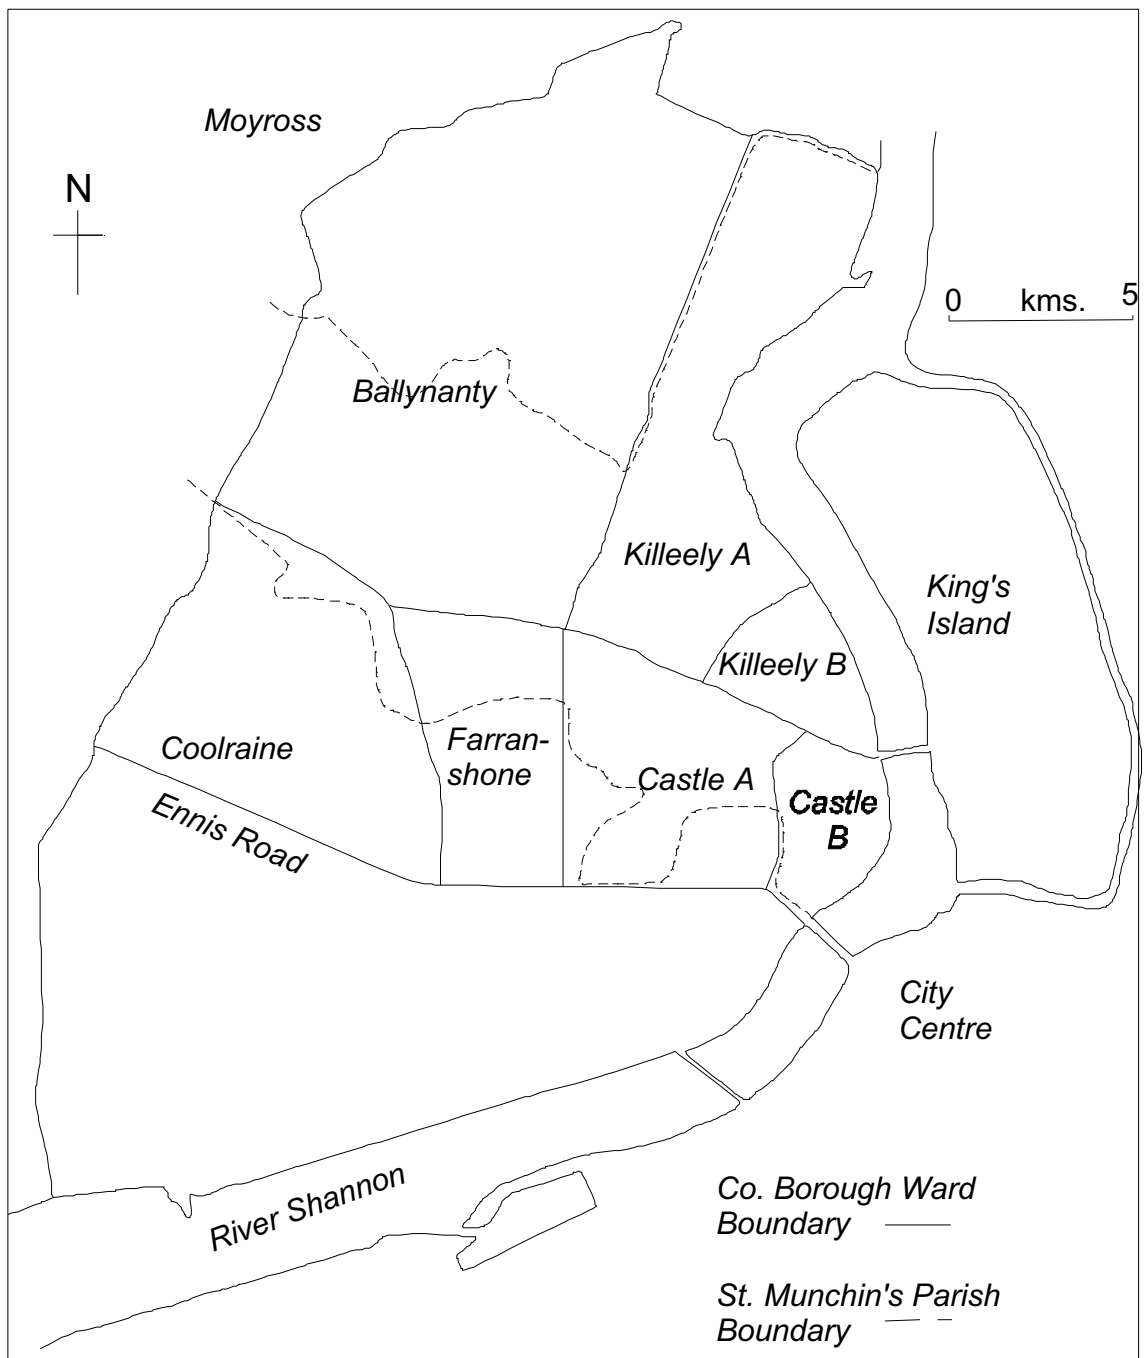 Moyross
N
0 kms. 5
Ballynanty
Killeely A
King's
Island
Killeely B
Coolraine
Farran-
shone
Castle A
Castle
B
Ennis Road
City
Centre
River Shannon
Co. Borough Ward
Boundary
St. Munchin's Parish
Boundary